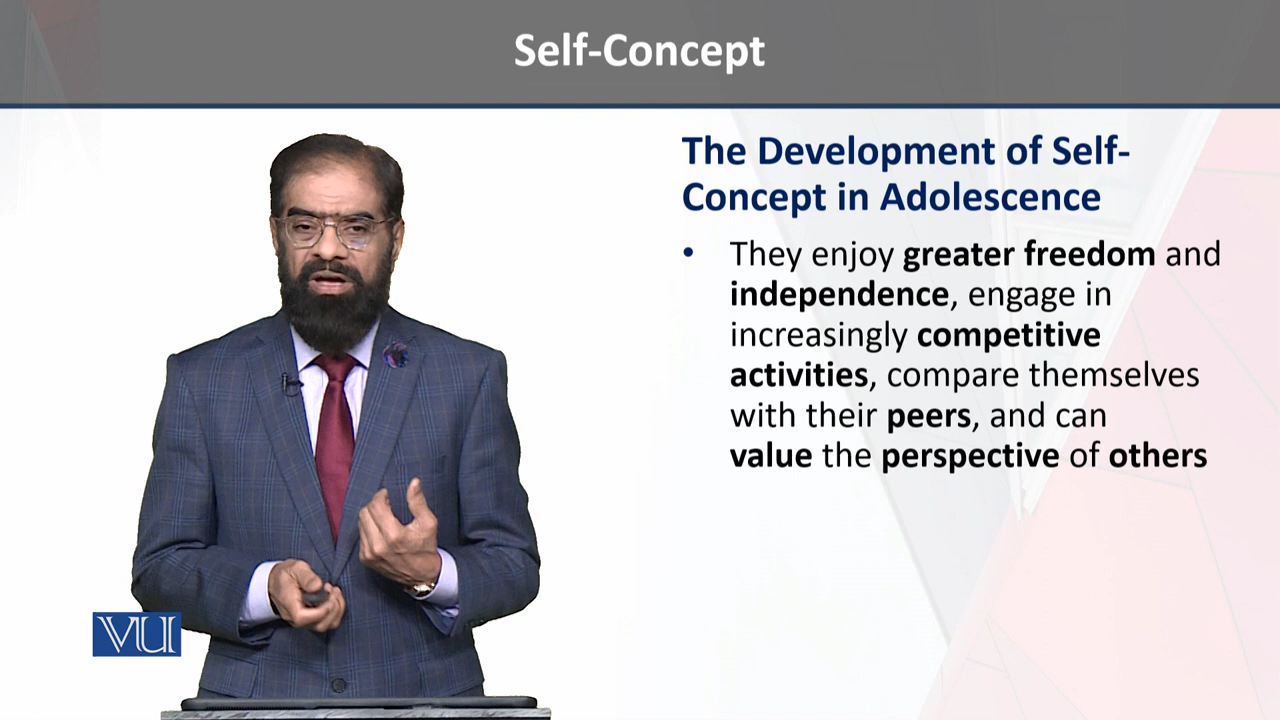 Self-Concept
The Development of Self-
Concept in Adolescence
• They enjoy greater freedom and
independence, engage in
increasingly competitive
activities, compare themselves
with their peers, and can
value the perspective of others
VU